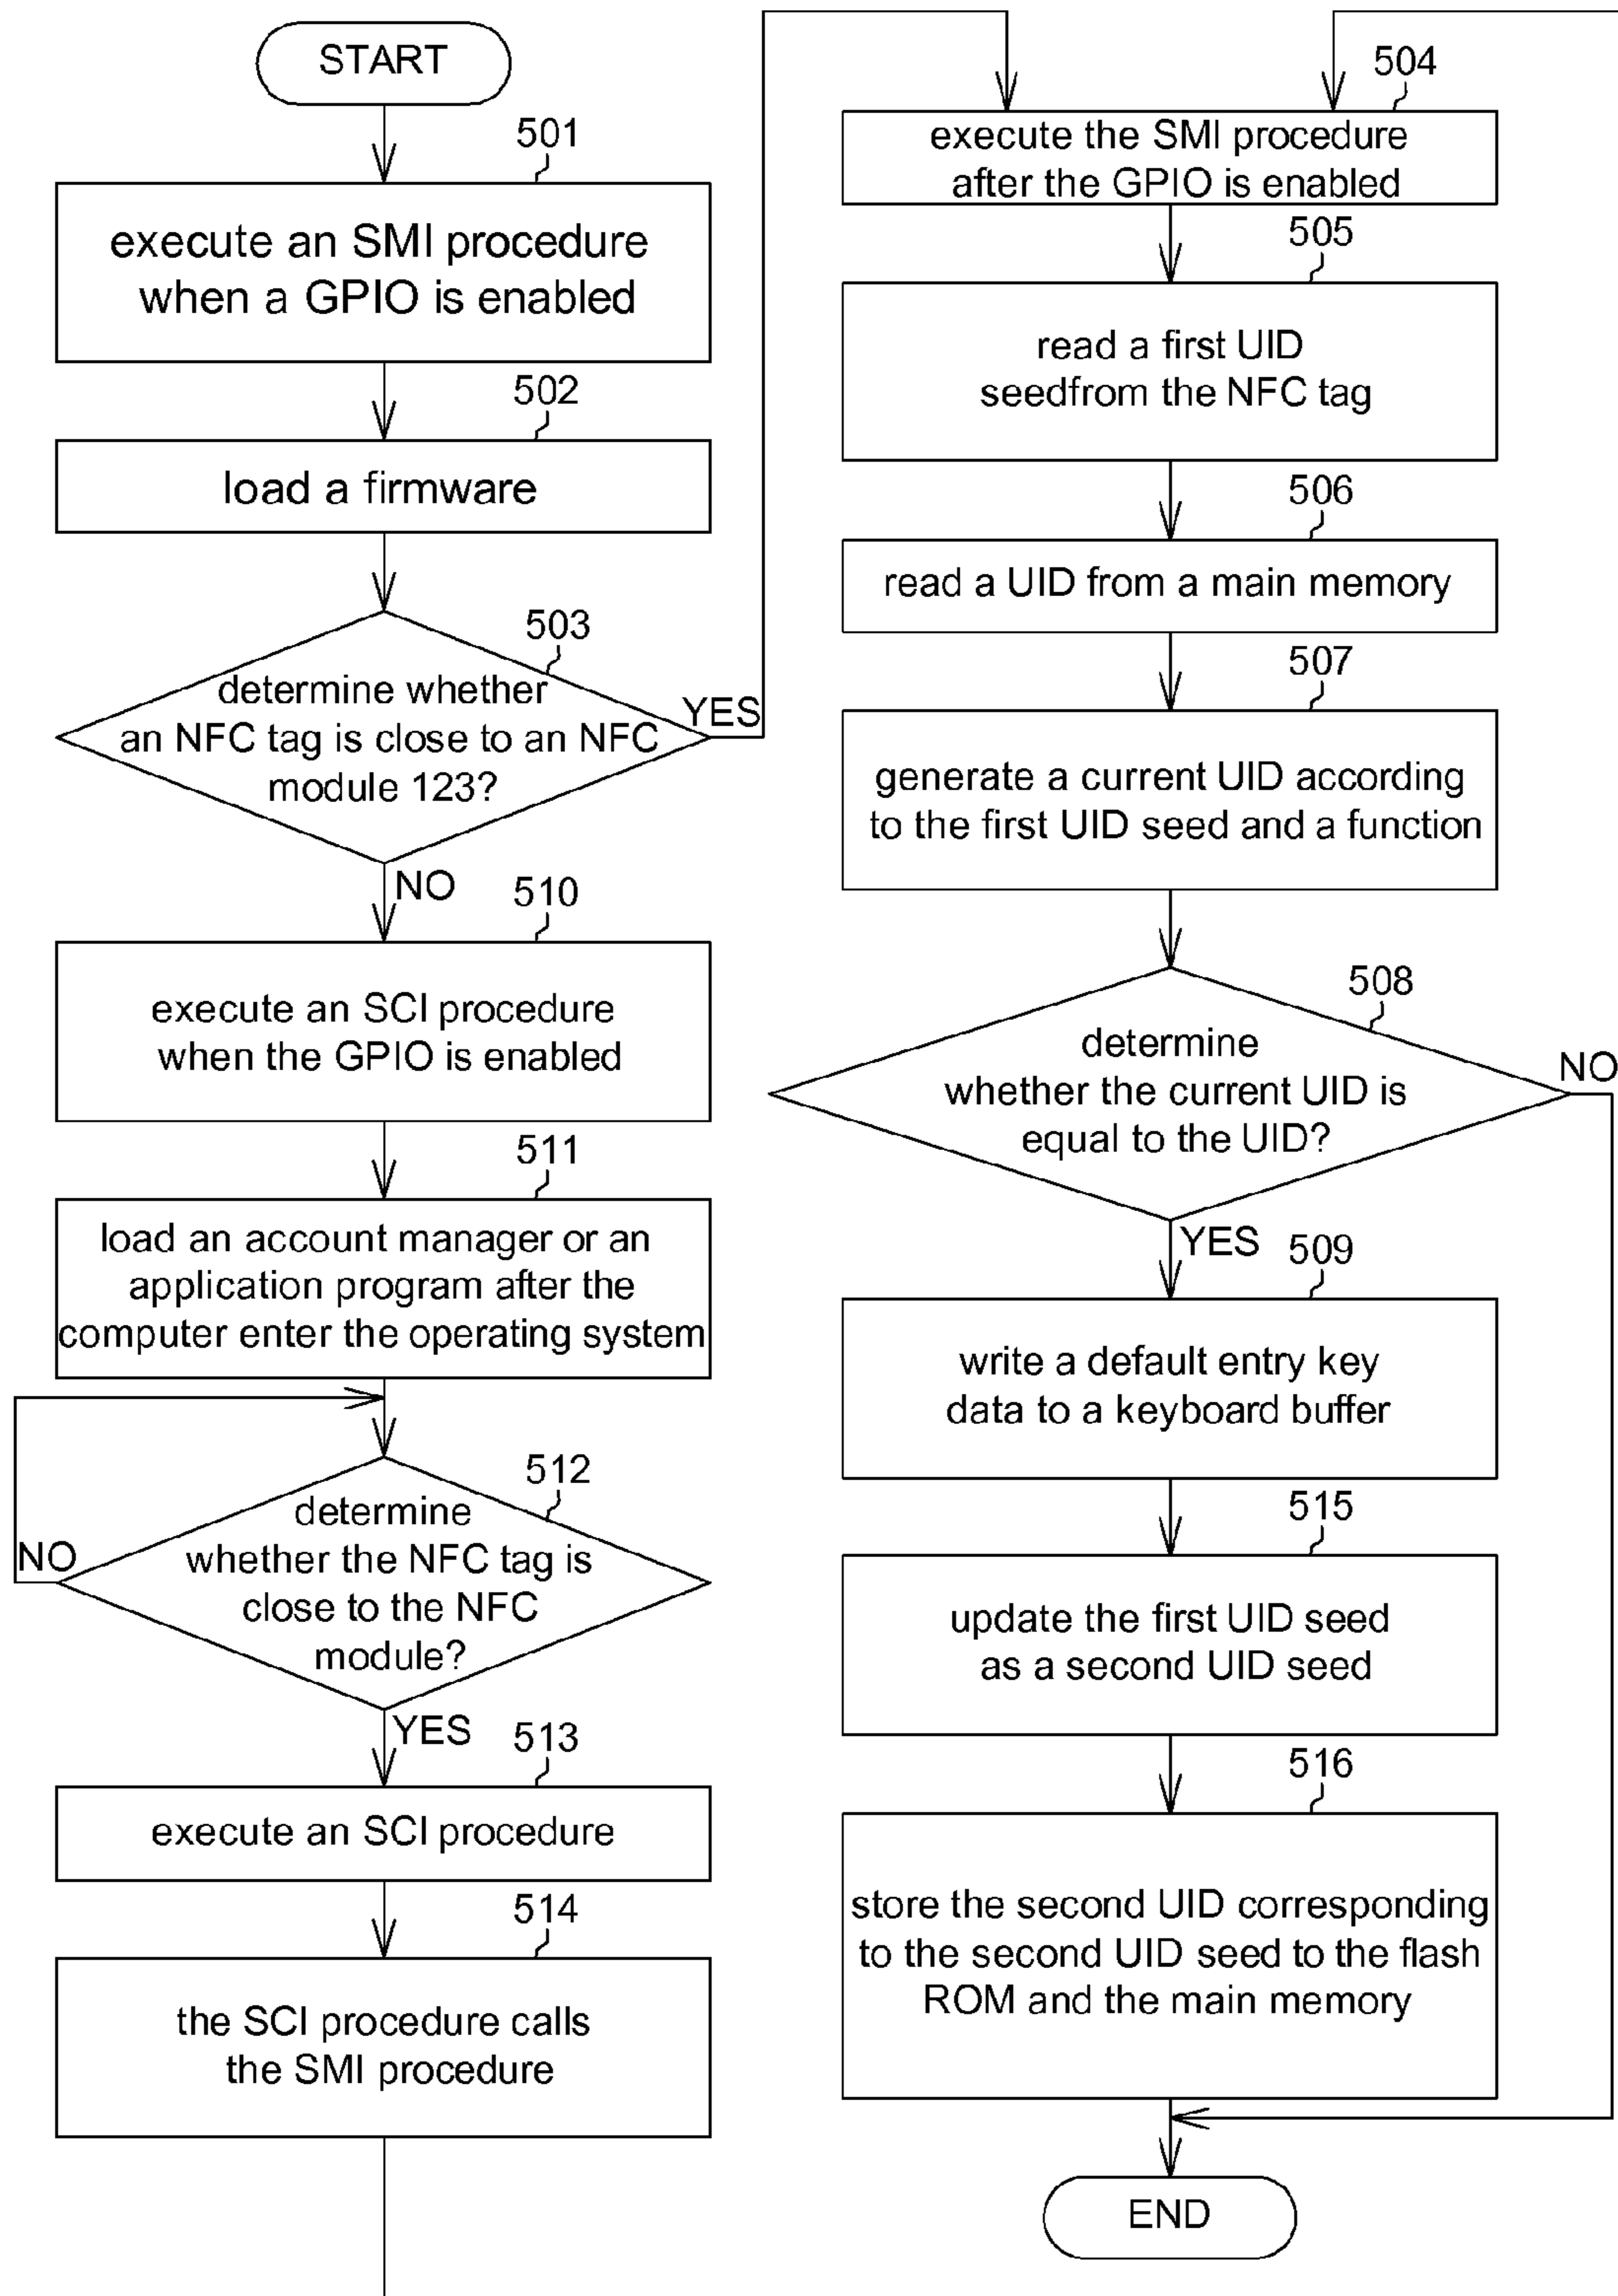 START
501
execute an SMI procedure
when a GPIO is enabled
502
load a firmware
503
determine whether
an NFC tag is close to an NFC
module 123?
YES
NO
510
execute an SCI procedure
when the GPIO is enabled
511
load an account manager or an
application program after the
computer enter the operating system
512
determine
whether the NFC tag is
close to the NFC
module?
NO
YES
513
execute an SCI procedure
514
the SCI procedure calls
the SMI procedure
504
execute the SMI procedure
after the GPIO is enabled
505
read a first UID
seedfrom the NFC tag
506
read a UID from a main memory
507
generate a current UID according
to the first UID seed and a function
508
determine
whether the current UID is
equal to the UID?
NO
YES
509
write a default entry key
data to a keyboard buffer
515
update the first UID seed
as a second UID seed
516
store the second UID corresponding
to the second UID seed to the flash
ROM and the main memory
END